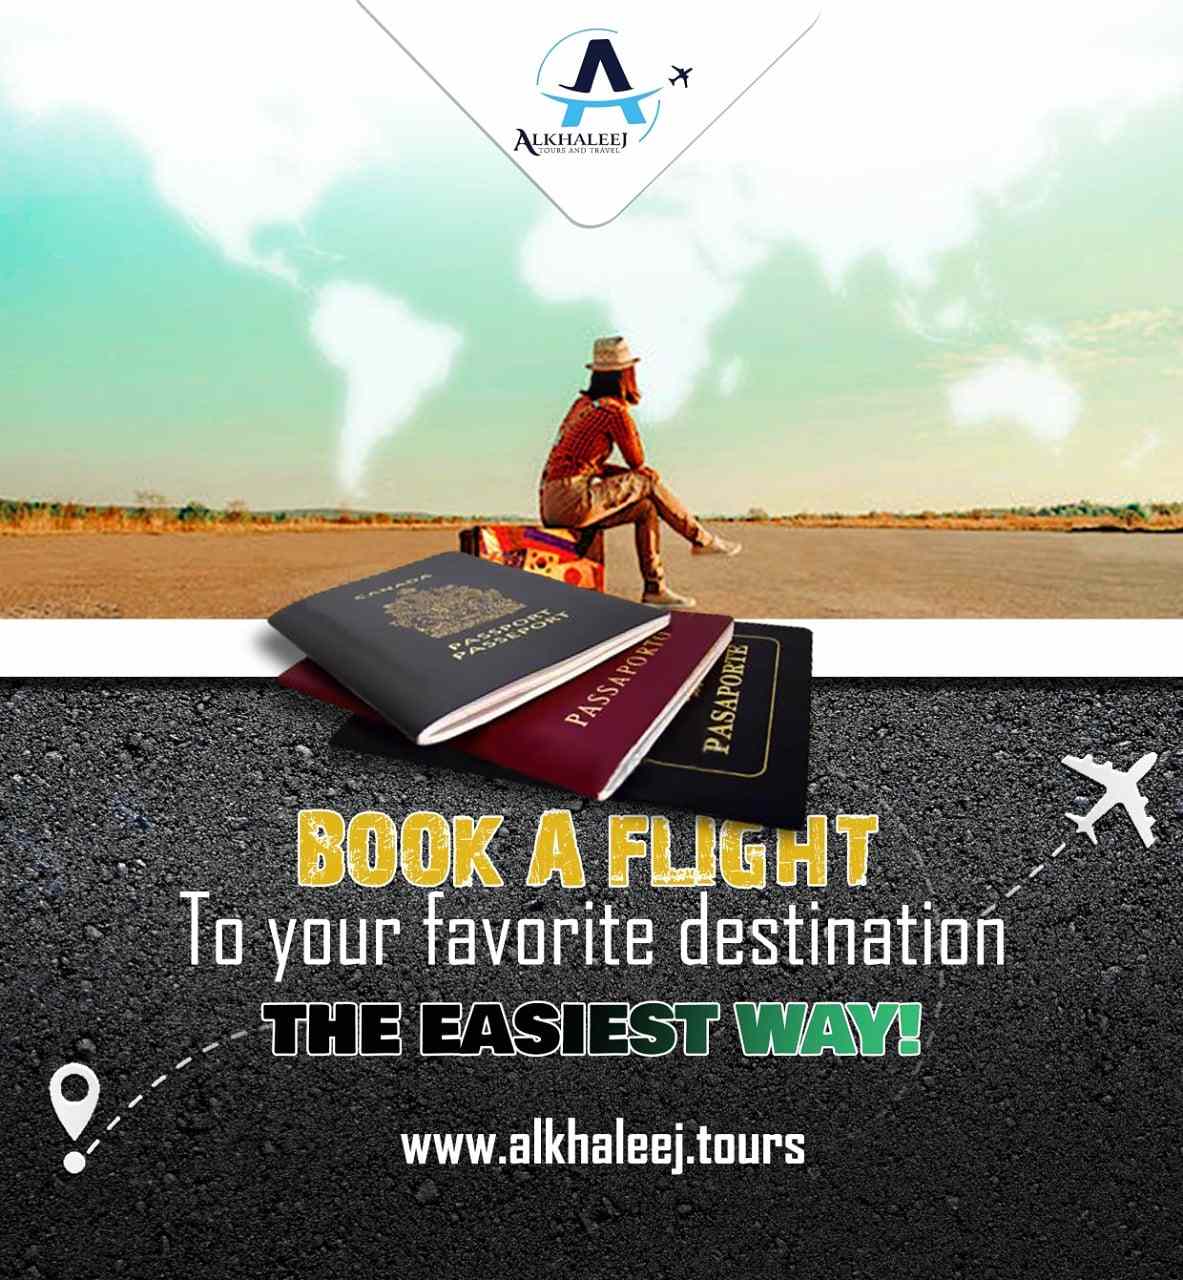 ALKHALEEJ
TOURS AND TRAVEL
CANADA
PASSPORT
PASSEPORT
PASSAPORTO
PASAPORTE
BOOK A FLIGHT
To your favorite destination
THE EASIEST WAY!
www.alkhaleej.tours